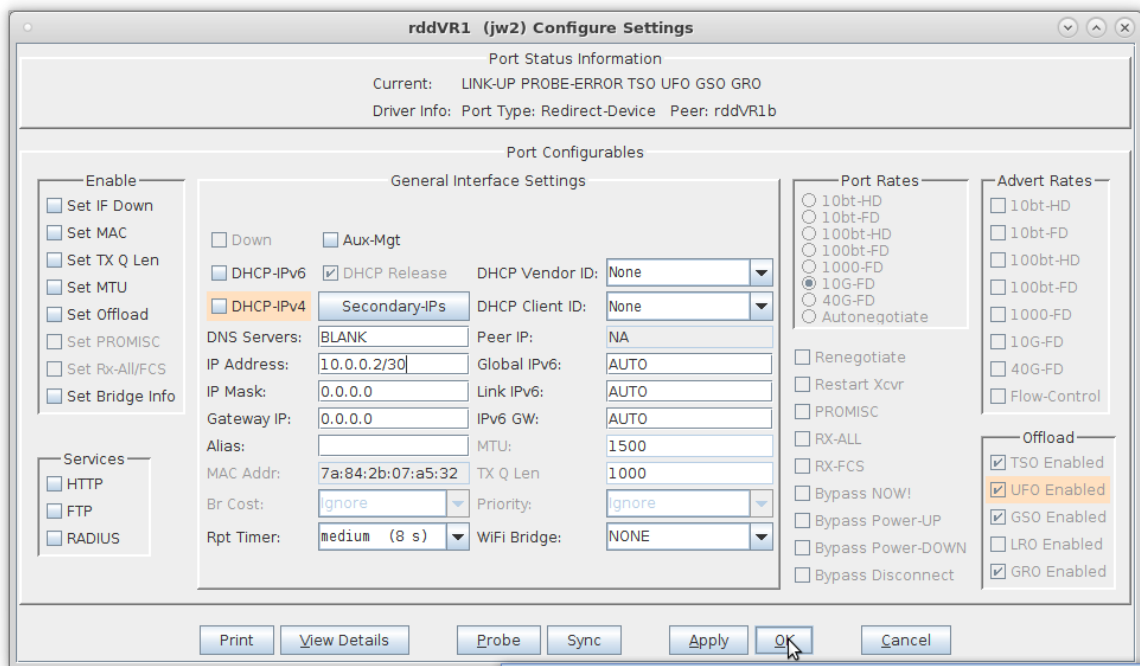 rddVR1 (jw2) Configure Settings
Port Status Information
Current: LINK-UP PROBE-ERROR TSO UFO GSO GRO
Driver Info: Port Type: Redirect-Device Peer: rddVR1b
Port Configurables
Enable
Set IF Down
Set MAC
Set TX Q Len
Set MTU
Set Offload
Set PROMISC
Set Rx-All/FCS
Set Bridge Info
Services
HTTP
FTP
RADIUS
General Interface Settings
Down Aux-Mgt
DHCP-IPv6 DHCP Release DHCP Vendor ID: None
DHCP-IPv4 Secondary-IPs DHCP Client ID: None
DNS Servers: BLANK Peer IP: NA
IP Address: 10.0.0.2/30 Global IPv6: AUTO
IP Mask: 0.0.0.0 Link IPv6: AUTO
Gateway IP: 0.0.0.0 IPv6 GW: AUTO
Alias: MTU: 1500
MAC Addr: 7a:84:2b:07:a5:32 TX Q Len 1000
Br Cost: Ignore Priority: Ignore
Rpt Timer: medium (8 s) WiFi Bridge: NONE
Port Rates
10bt-HD
10bt-FD
100bt-HD
100bt-FD
1000-FD
10G-FD
40G-FD
Autonegotiate
Renegotiate
Restart Xcvr
PROMISC
RX-ALL
RX-FCS
Bypass NOW!
Bypass Power-UP
Bypass Power-DOWN
Bypass Disconnect
Advert Rates
10bt-HD
10bt-FD
100bt-HD
100bt-FD
1000-FD
10G-FD
40G-FD
Flow-Control
Offload
TSO Enabled
UFO Enabled
GSO Enabled
LRO Enabled
GRO Enabled
Print View Details Probe Sync Apply OK Cancel